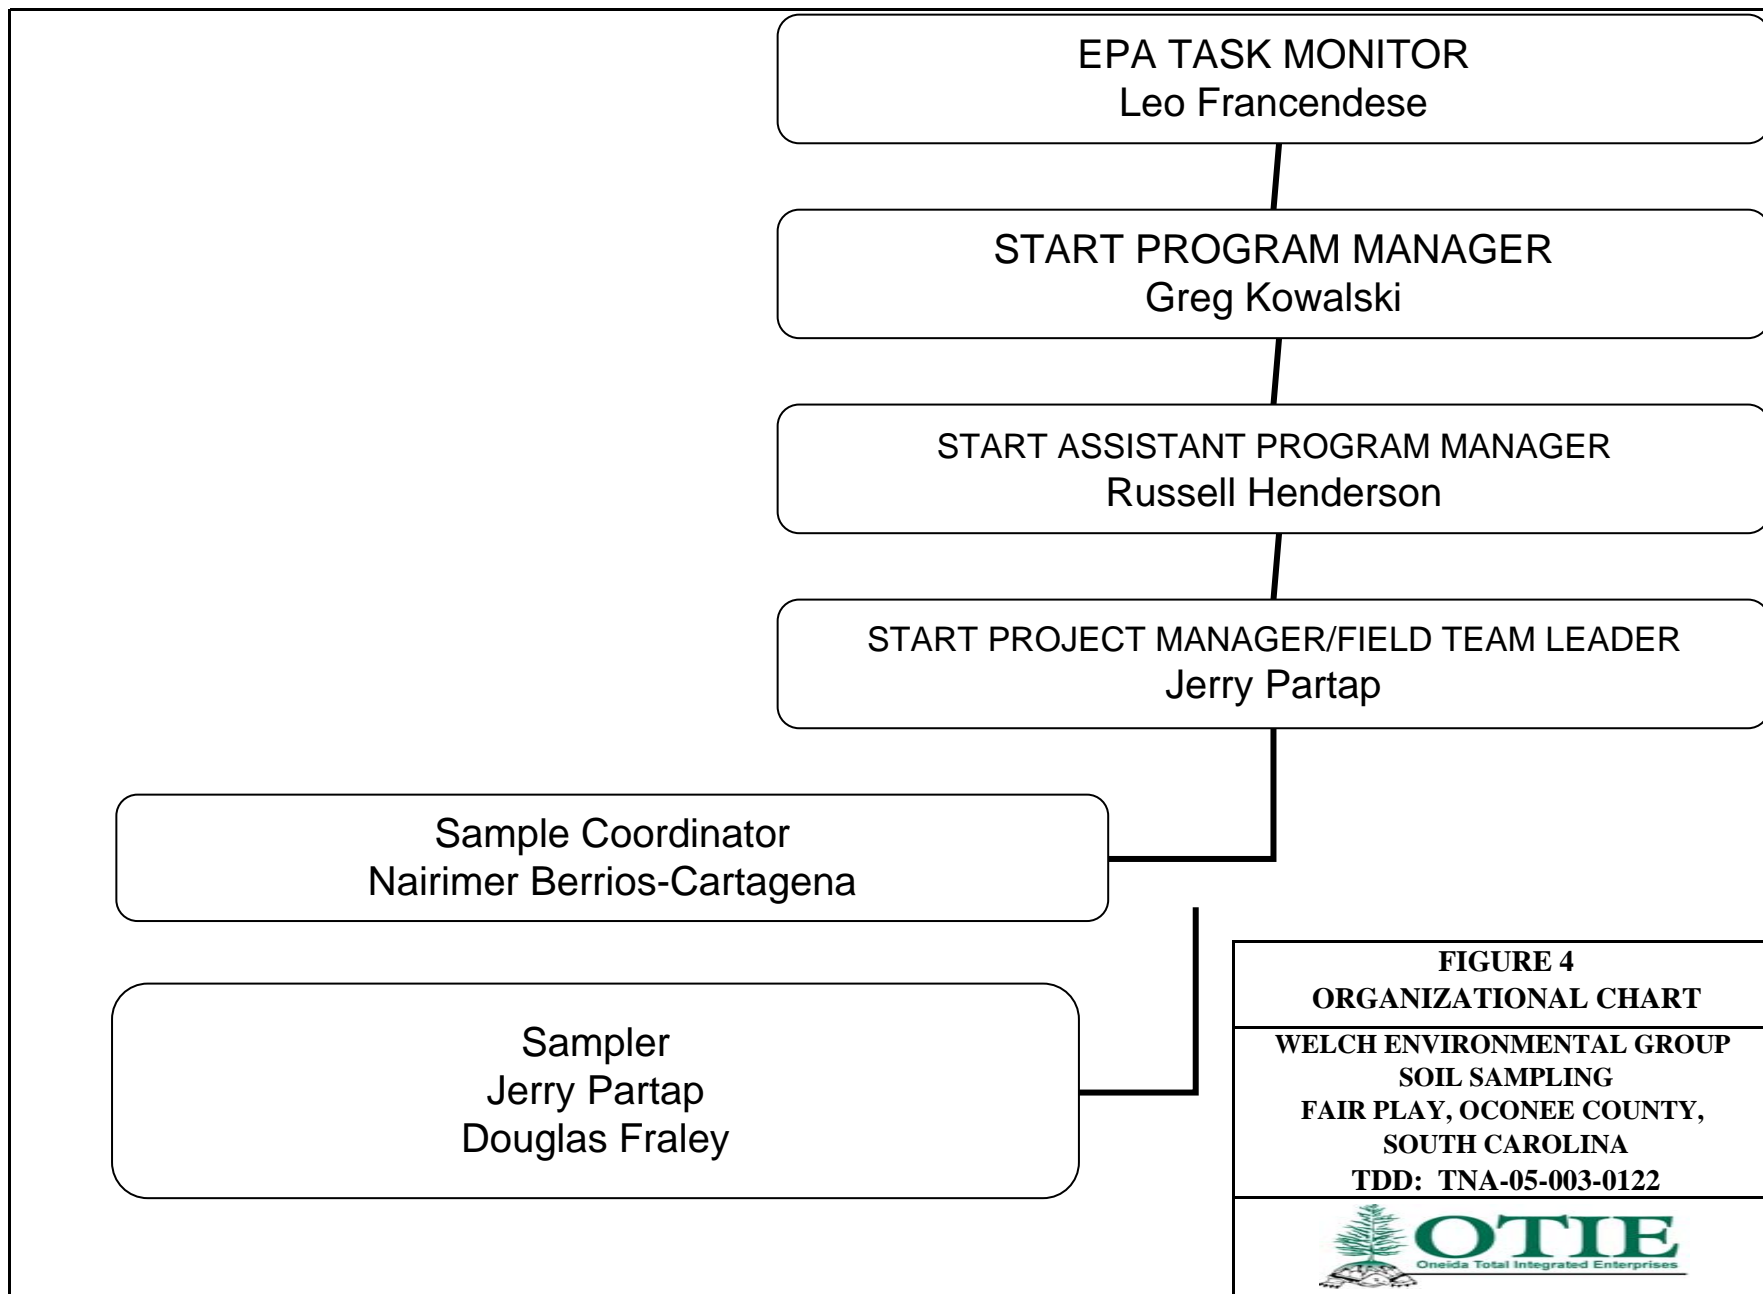 EPA TASK MONITOR
Leo Francendese
START PROGRAM MANAGER
Greg Kowalski
START ASSISTANT PROGRAM MANAGER
Russell Henderson
START PROJECT MANAGER/FIELD TEAM LEADER
Jerry Partap
Sample Coordinator
Nairimer Berrios-Cartagena
Sampler
Jerry Partap
Douglas Fraley
FIGURE 4
ORGANIZATIONAL CHART
WELCH ENVIRONMENTAL GROUP
SOIL SAMPLING
FAIR PLAY, OCONEE COUNTY,
SOUTH CAROLINA
TDD: TNA-05-003-0122
OTIE
Oneida Total Integrated Enterprises